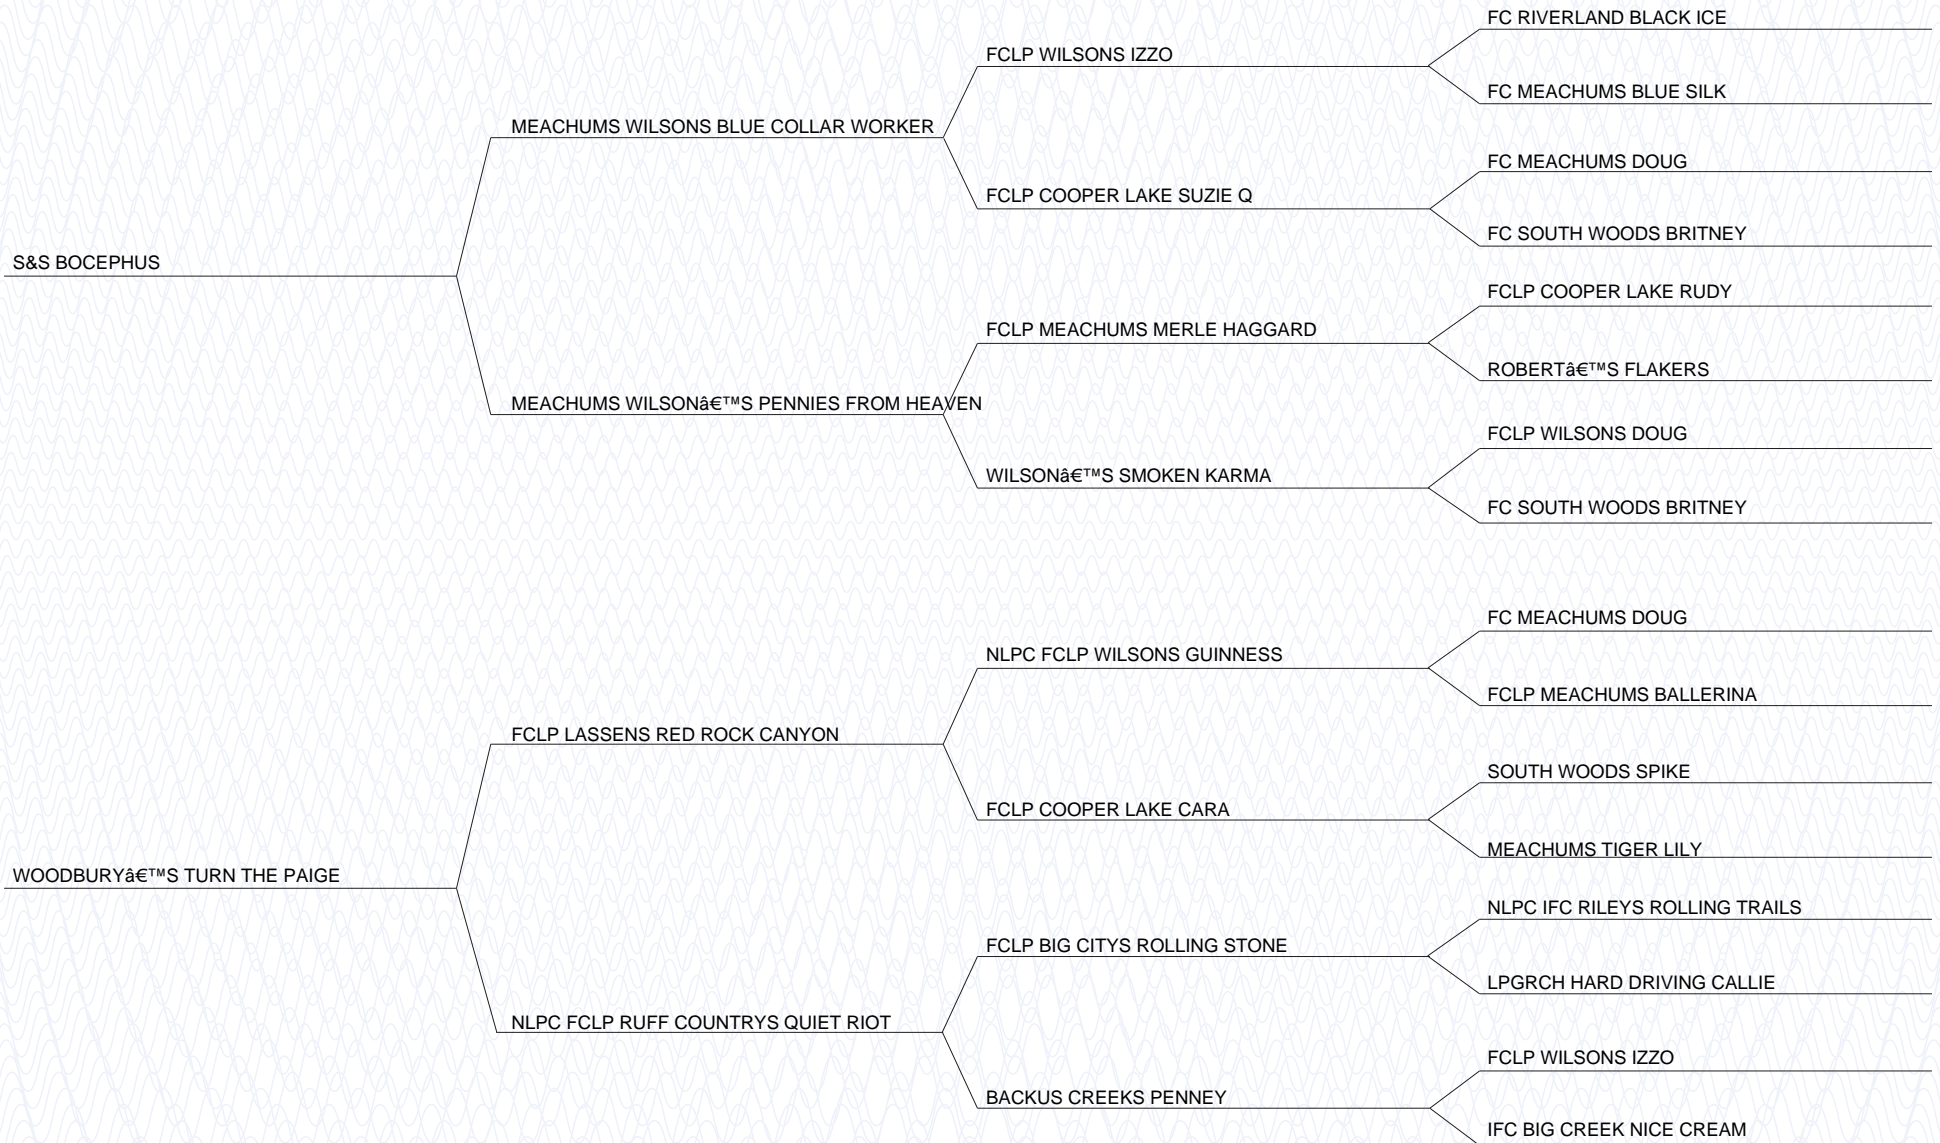 FC RIVERLAND BLACK ICE
FCLP WILSONS IZZO
FC MEACHUMS BLUE SILK
MEACHUMS WILSONS BLUE COLLAR WORKER
FC MEACHUMS DOUG
FCLP COOPER LAKE SUZIE Q
FC SOUTH WOODS BRITNEY
S&S BOCEPHUS
FCLP COOPER LAKE RUDY
FCLP MEACHUMS MERLE HAGGARD
ROBERTâ€™S FLAKERS
MEACHUMS WILSONâ€™S PENNIES FROM HEAVEN
FCLP WILSONS DOUG
WILSONâ€™S SMOKEN KARMA
FC SOUTH WOODS BRITNEY
FC MEACHUMS DOUG
NLPC FCLP WILSONS GUINNESS
FCLP MEACHUMS BALLERINA
FCLP LASSENS RED ROCK CANYON
SOUTH WOODS SPIKE
FCLP COOPER LAKE CARA
MEACHUMS TIGER LILY
WOODBURYâ€™S TURN THE PAIGE
NLPC IFC RILEYS ROLLING TRAILS
FCLP BIG CITYS ROLLING STONE
LPGRCH HARD DRIVING CALLIE
NLPC FCLP RUFF COUNTRYS QUIET RIOT
FCLP WILSONS IZZO
BACKUS CREEKS PENNEY
IFC BIG CREEK NICE CREAM